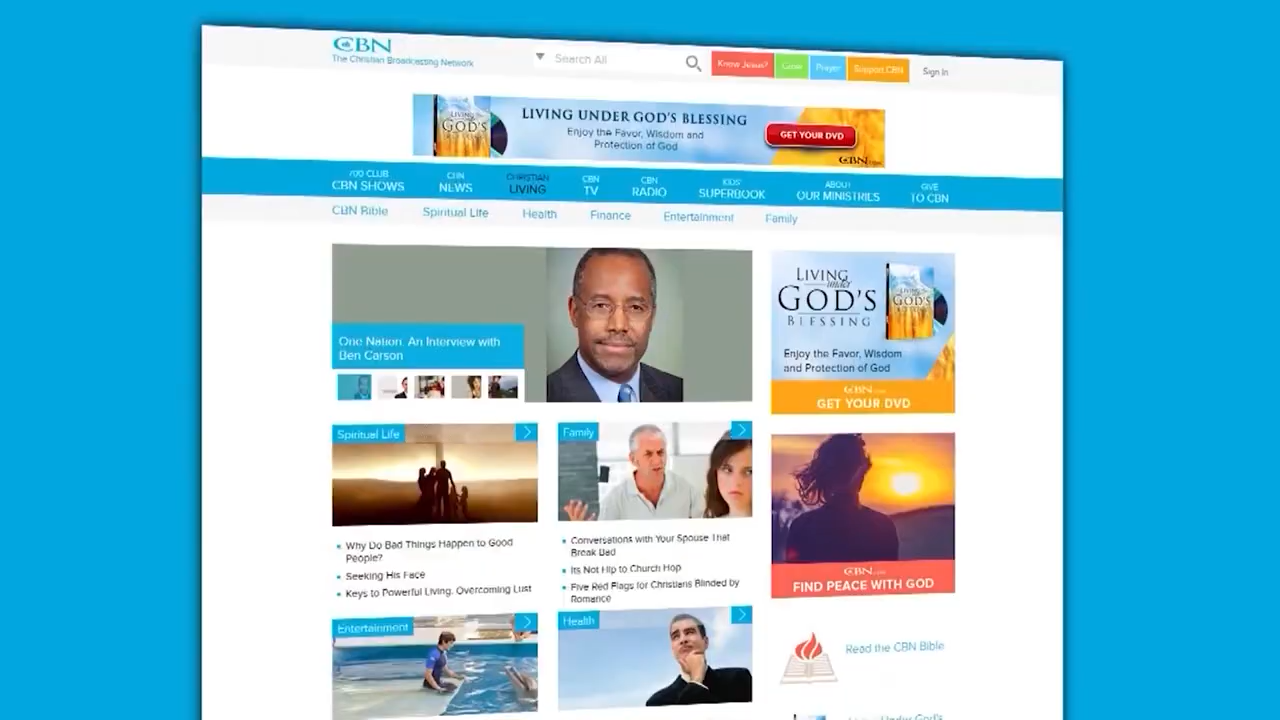 CBN
The Christian Broadcasting Network
Search All
Know Jesus?
Grow
Prayer
Support CBN
Sign In
LIVING UNDER GOD'S BLESSING
Enjoy the Favor, Wisdom and
Protection of God
GET YOUR DVD
CBN.com
700 CLUB
CBN SHOWS
CBN
NEWS
CHRISTIAN
LIVING
CBN
TV
CBN
RADIO
KIDS'
SUPERBOOK
ABOUT
OUR MINISTRIES
GIVE
TO CBN
CBN Bible
Spiritual Life
Health
Finance
Entertainment
Family
One Nation: An Interview with
Ben Carson
LIVING
under
GOD'S
BLESSING
Enjoy the Favor, Wisdom
and Protection of God
CBN.com
GET YOUR DVD
Spiritual Life
Why Do Bad Things Happen to Good
People?
Seeking His Face
Keys to Powerful Living: Overcoming Lust
Family
Conversations with Your Spouse That
Break Bad
Its Not Hip to Church Hop
Five Red Flags for Christians Blinded by
Romance
CBN.com
FIND PEACE WITH GOD
Entertainment
Health
Read the CBN Bible
Under God's